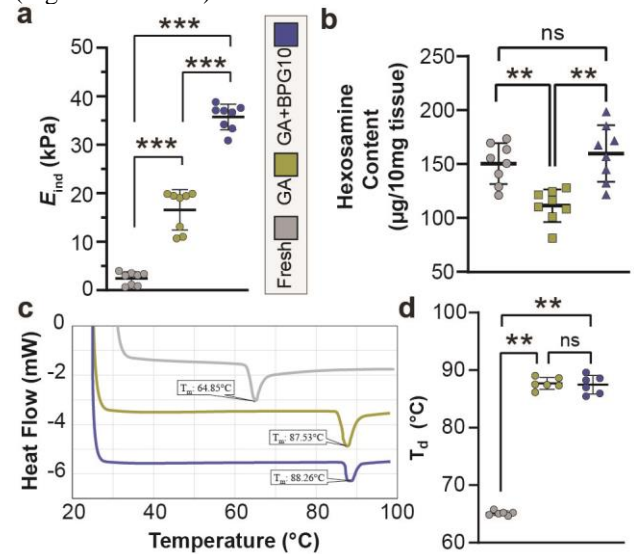 a
E_ind (kPa)
50
40
30
20
10
0
***
***
***
Fresh
GA
GA+BPG10
b
Hexosamine
Content
(µg/10mg tissue)
250
200
150
100
50
ns
**
**
c
Heat Flow (mW)
0
-2
-4
-6
T_m: 64.85°C
T_m: 87.53°C
T_m: 88.26°C
20
40
60
80
100
Temperature (°C)
d
T_d (°C)
100
90
80
70
60
**
**
ns